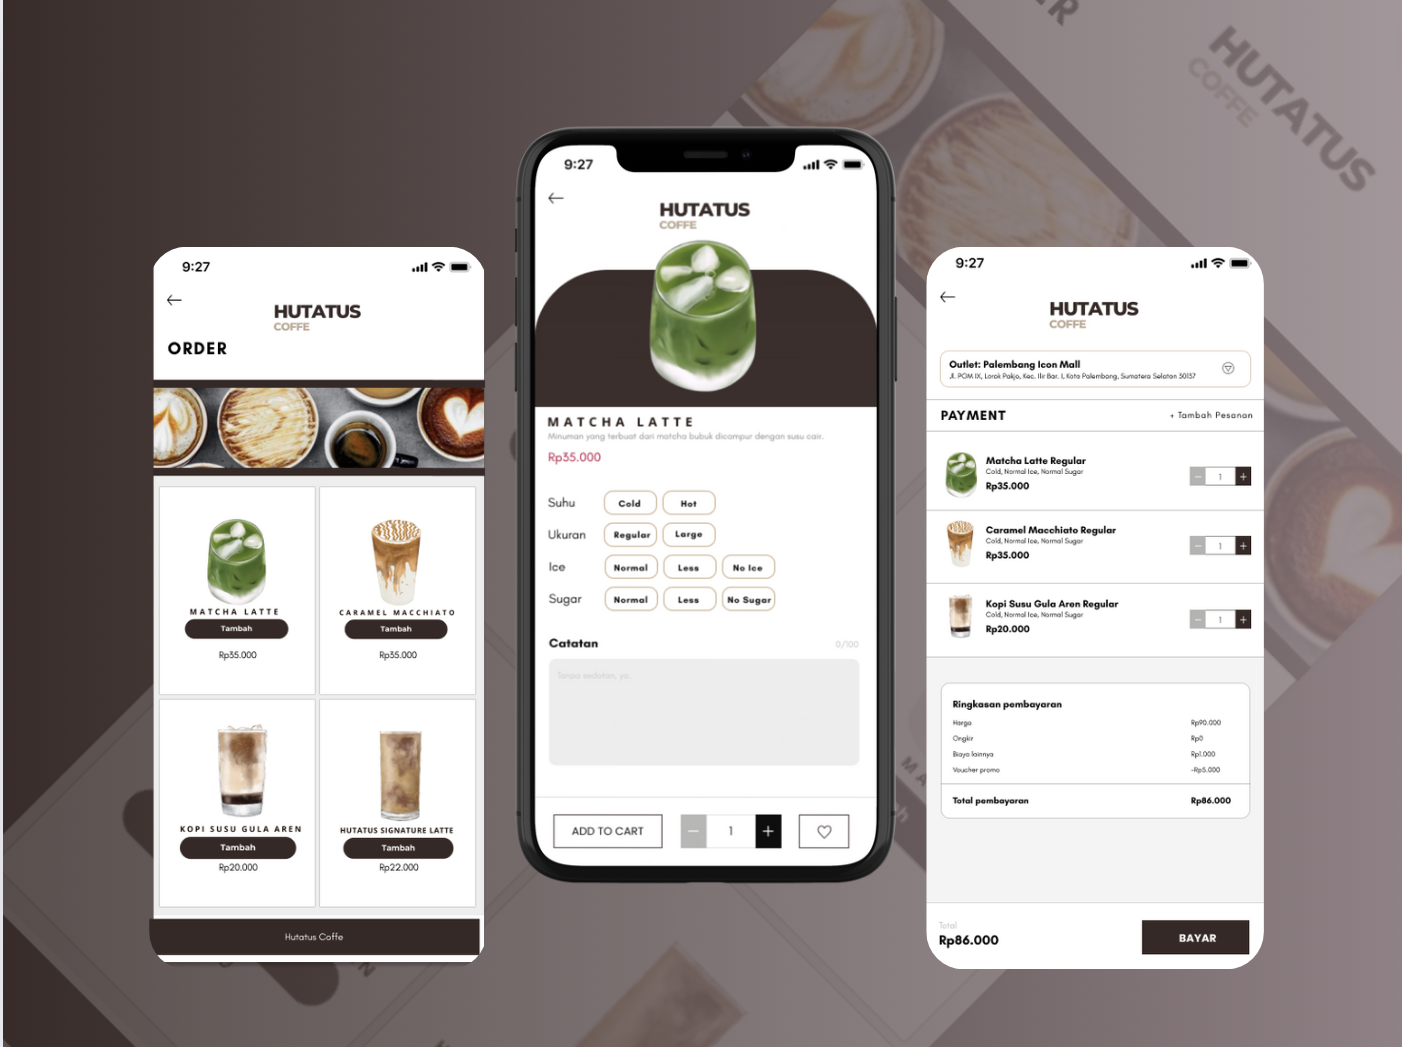 ER
HUTATUS
COFFE
9:27
HUTATUS
COFFE
ORDER
MATCHA LATTE
Tambah
Rp35.000
CARAMEL MACCHIATO
Tambah
Rp35.000
KOPI SUSU GULA AREN
Tambah
Rp20.000
HUTATUS SIGNATURE LATTE
Tambah
Rp22.000
Hutatus Coffe
9:27
HUTATUS
COFFE
MATCHA LATTE
Minuman yang terbuat dari matcha bubuk dicampur dengan susu cair.
Rp35.000
Suhu Cold Hot
Ukuran Regular Large
Ice Normal Less No Ice
Sugar Normal Less No Sugar
Catatan 0/100
Tanpa sedotan, ya.
ADD TO CART − 1 +
9:27
HUTATUS
COFFE
Outlet: Palembang Icon Mall
Jl. POM IX, Lorok Pakjo, Kec. Ilir Bar. I, Kota Palembang, Sumatera Selatan 30137
PAYMENT + Tambah Pesanan
Matcha Latte Regular
Cold, Normal Ice, Normal Sugar
Rp35.000
− 1 +
Caramel Macchiato Regular
Cold, Normal Ice, Normal Sugar
Rp35.000
− 1 +
Kopi Susu Gula Aren Regular
Cold, Normal Ice, Normal Sugar
Rp20.000
− 1 +
Ringkasan pembayaran
Harga Rp90.000
Ongkir Rp0
Biaya lainnya Rp1.000
Voucher promo -Rp5.000
Total pembayaran Rp86.000
Total
Rp86.000
BAYAR